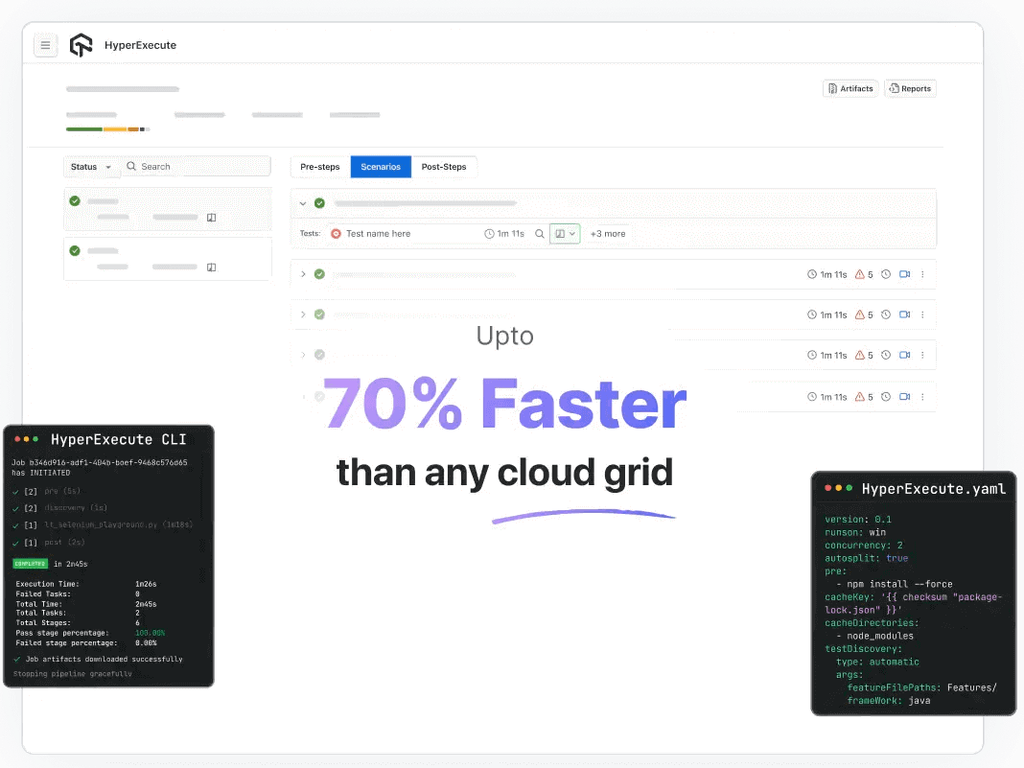 HyperExecute
Artifacts Reports
Status Search
Pre-steps Scenarios Post-Steps
Tests: Test name here 1m 11s +3 more
1m 11s 5
1m 11s 5
1m 11s 5
1m 11s 5
Upto
70% Faster
than any cloud grid
HyperExecute CLI
Job b346d916-adf1-404b-baef-9468c576d65
has INITIATED
[2] pre (5s)
[2] discovery (1s)
[1] lt_selenium_playground.py (1m18s)
[1] post (2s)
COMPLETED in 2m45s
Execution Time: 1m26s
Failed Tasks: 0
Total Time: 2m45s
Total Tasks: 2
Total Stages: 6
Pass stage percentage: 100.00%
Failed stage percentage: 0.00%
Job artifacts downloaded successfully
Stopping pipeline gracefully
HyperExecute.yaml
version: 0.1
runson: win
concurrency: 2
autosplit: true
pre:
- npm install --force
cacheKey: '{{ checksum "package-
lock.json" }}'
cacheDirectories:
- node_modules
testDiscovery:
type: automatic
args:
featureFilePaths: Features/
frameWork: java